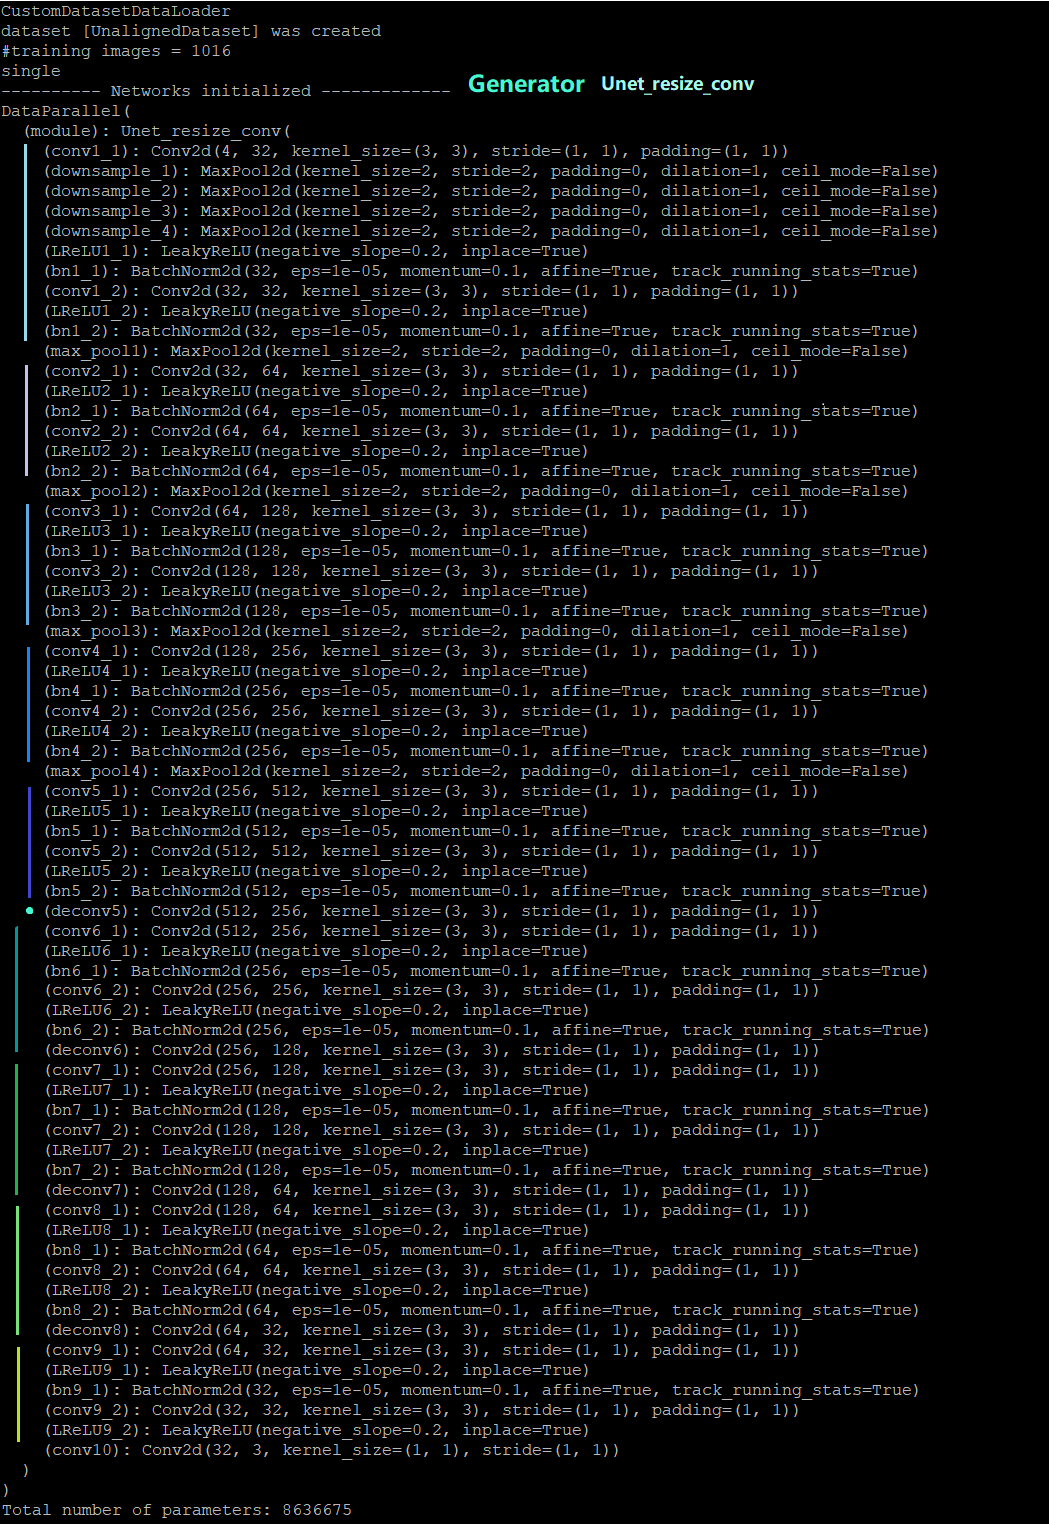 CustomDatasetDataLoader
dataset [UnalignedDataset] was created
#training images = 1016
single
---------- Networks initialized ------------- Generator Unet_resize_conv
DataParallel(
(module): Unet_resize_conv(
(conv1_1): Conv2d(4, 32, kernel_size=(3, 3), stride=(1, 1), padding=(1, 1))
(downsample_1): MaxPool2d(kernel_size=2, stride=2, padding=0, dilation=1, ceil_mode=False)
(downsample_2): MaxPool2d(kernel_size=2, stride=2, padding=0, dilation=1, ceil_mode=False)
(downsample_3): MaxPool2d(kernel_size=2, stride=2, padding=0, dilation=1, ceil_mode=False)
(downsample_4): MaxPool2d(kernel_size=2, stride=2, padding=0, dilation=1, ceil_mode=False)
(LReLU1_1): LeakyReLU(negative_slope=0.2, inplace=True)
(bn1_1): BatchNorm2d(32, eps=1e-05, momentum=0.1, affine=True, track_running_stats=True)
(conv1_2): Conv2d(32, 32, kernel_size=(3, 3), stride=(1, 1), padding=(1, 1))
(LReLU1_2): LeakyReLU(negative_slope=0.2, inplace=True)
(bn1_2): BatchNorm2d(32, eps=1e-05, momentum=0.1, affine=True, track_running_stats=True)
(max_pool1): MaxPool2d(kernel_size=2, stride=2, padding=0, dilation=1, ceil_mode=False)
(conv2_1): Conv2d(32, 64, kernel_size=(3, 3), stride=(1, 1), padding=(1, 1))
(LReLU2_1): LeakyReLU(negative_slope=0.2, inplace=True)
(bn2_1): BatchNorm2d(64, eps=1e-05, momentum=0.1, affine=True, track_running_stats=True)
(conv2_2): Conv2d(64, 64, kernel_size=(3, 3), stride=(1, 1), padding=(1, 1))
(LReLU2_2): LeakyReLU(negative_slope=0.2, inplace=True)
(bn2_2): BatchNorm2d(64, eps=1e-05, momentum=0.1, affine=True, track_running_stats=True)
(max_pool2): MaxPool2d(kernel_size=2, stride=2, padding=0, dilation=1, ceil_mode=False)
(conv3_1): Conv2d(64, 128, kernel_size=(3, 3), stride=(1, 1), padding=(1, 1))
(LReLU3_1): LeakyReLU(negative_slope=0.2, inplace=True)
(bn3_1): BatchNorm2d(128, eps=1e-05, momentum=0.1, affine=True, track_running_stats=True)
(conv3_2): Conv2d(128, 128, kernel_size=(3, 3), stride=(1, 1), padding=(1, 1))
(LReLU3_2): LeakyReLU(negative_slope=0.2, inplace=True)
(bn3_2): BatchNorm2d(128, eps=1e-05, momentum=0.1, affine=True, track_running_stats=True)
(max_pool3): MaxPool2d(kernel_size=2, stride=2, padding=0, dilation=1, ceil_mode=False)
(conv4_1): Conv2d(128, 256, kernel_size=(3, 3), stride=(1, 1), padding=(1, 1))
(LReLU4_1): LeakyReLU(negative_slope=0.2, inplace=True)
(bn4_1): BatchNorm2d(256, eps=1e-05, momentum=0.1, affine=True, track_running_stats=True)
(conv4_2): Conv2d(256, 256, kernel_size=(3, 3), stride=(1, 1), padding=(1, 1))
(LReLU4_2): LeakyReLU(negative_slope=0.2, inplace=True)
(bn4_2): BatchNorm2d(256, eps=1e-05, momentum=0.1, affine=True, track_running_stats=True)
(max_pool4): MaxPool2d(kernel_size=2, stride=2, padding=0, dilation=1, ceil_mode=False)
(conv5_1): Conv2d(256, 512, kernel_size=(3, 3), stride=(1, 1), padding=(1, 1))
(LReLU5_1): LeakyReLU(negative_slope=0.2, inplace=True)
(bn5_1): BatchNorm2d(512, eps=1e-05, momentum=0.1, affine=True, track_running_stats=True)
(conv5_2): Conv2d(512, 512, kernel_size=(3, 3), stride=(1, 1), padding=(1, 1))
(LReLU5_2): LeakyReLU(negative_slope=0.2, inplace=True)
(bn5_2): BatchNorm2d(512, eps=1e-05, momentum=0.1, affine=True, track_running_stats=True)
(deconv5): Conv2d(512, 256, kernel_size=(3, 3), stride=(1, 1), padding=(1, 1))
(conv6_1): Conv2d(512, 256, kernel_size=(3, 3), stride=(1, 1), padding=(1, 1))
(LReLU6_1): LeakyReLU(negative_slope=0.2, inplace=True)
(bn6_1): BatchNorm2d(256, eps=1e-05, momentum=0.1, affine=True, track_running_stats=True)
(conv6_2): Conv2d(256, 256, kernel_size=(3, 3), stride=(1, 1), padding=(1, 1))
(LReLU6_2): LeakyReLU(negative_slope=0.2, inplace=True)
(bn6_2): BatchNorm2d(256, eps=1e-05, momentum=0.1, affine=True, track_running_stats=True)
(deconv6): Conv2d(256, 128, kernel_size=(3, 3), stride=(1, 1), padding=(1, 1))
(conv7_1): Conv2d(256, 128, kernel_size=(3, 3), stride=(1, 1), padding=(1, 1))
(LReLU7_1): LeakyReLU(negative_slope=0.2, inplace=True)
(bn7_1): BatchNorm2d(128, eps=1e-05, momentum=0.1, affine=True, track_running_stats=True)
(conv7_2): Conv2d(128, 128, kernel_size=(3, 3), stride=(1, 1), padding=(1, 1))
(LReLU7_2): LeakyReLU(negative_slope=0.2, inplace=True)
(bn7_2): BatchNorm2d(128, eps=1e-05, momentum=0.1, affine=True, track_running_stats=True)
(deconv7): Conv2d(128, 64, kernel_size=(3, 3), stride=(1, 1), padding=(1, 1))
(conv8_1): Conv2d(128, 64, kernel_size=(3, 3), stride=(1, 1), padding=(1, 1))
(LReLU8_1): LeakyReLU(negative_slope=0.2, inplace=True)
(bn8_1): BatchNorm2d(64, eps=1e-05, momentum=0.1, affine=True, track_running_stats=True)
(conv8_2): Conv2d(64, 64, kernel_size=(3, 3), stride=(1, 1), padding=(1, 1))
(LReLU8_2): LeakyReLU(negative_slope=0.2, inplace=True)
(bn8_2): BatchNorm2d(64, eps=1e-05, momentum=0.1, affine=True, track_running_stats=True)
(deconv8): Conv2d(64, 32, kernel_size=(3, 3), stride=(1, 1), padding=(1, 1))
(conv9_1): Conv2d(64, 32, kernel_size=(3, 3), stride=(1, 1), padding=(1, 1))
(LReLU9_1): LeakyReLU(negative_slope=0.2, inplace=True)
(bn9_1): BatchNorm2d(32, eps=1e-05, momentum=0.1, affine=True, track_running_stats=True)
(conv9_2): Conv2d(32, 32, kernel_size=(3, 3), stride=(1, 1), padding=(1, 1))
(LReLU9_2): LeakyReLU(negative_slope=0.2, inplace=True)
(conv10): Conv2d(32, 3, kernel_size=(1, 1), stride=(1, 1))
)
)
Total number of parameters: 8636675